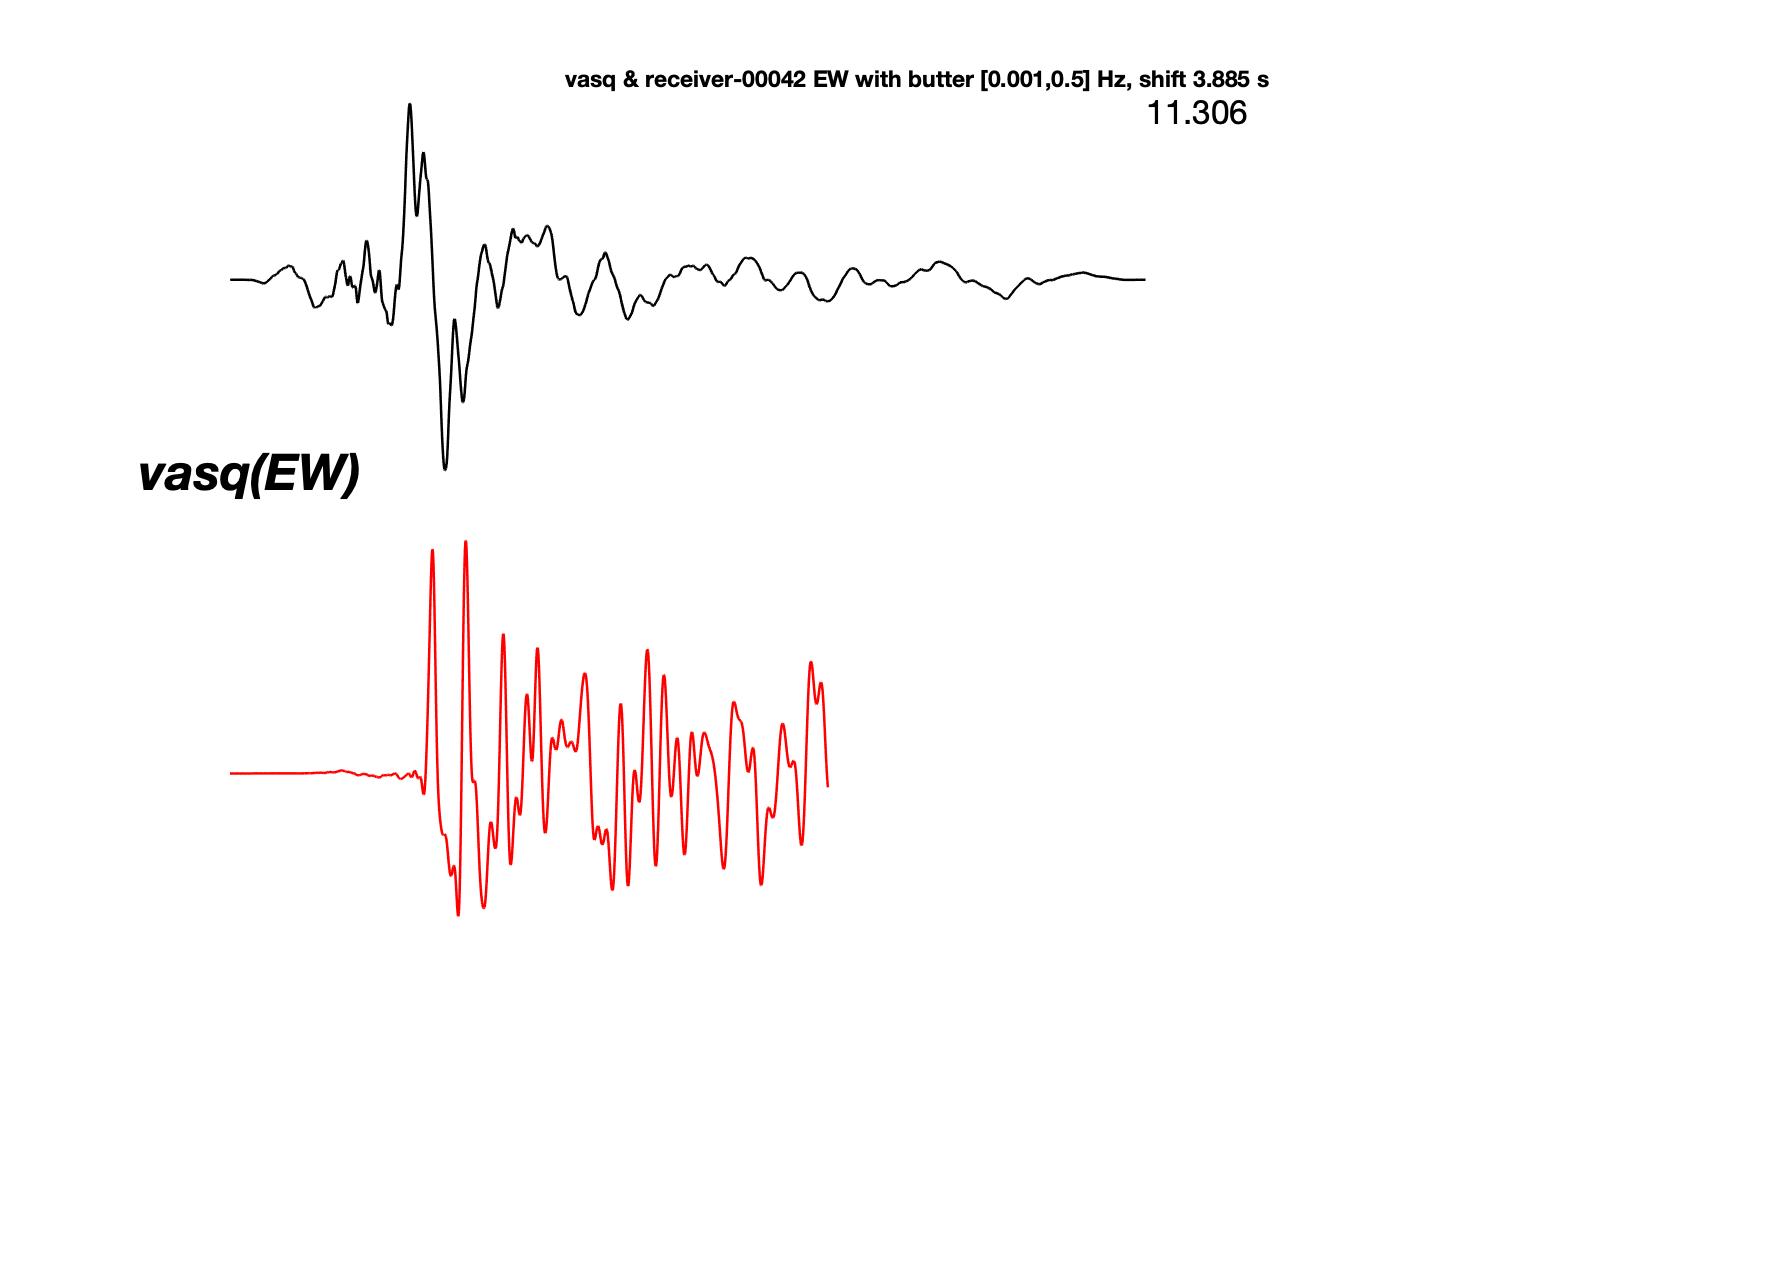 vasq & receiver-00042 EW with butter [0.001,0.5] Hz, shift 3.885 s
11.306
vasq(EW)